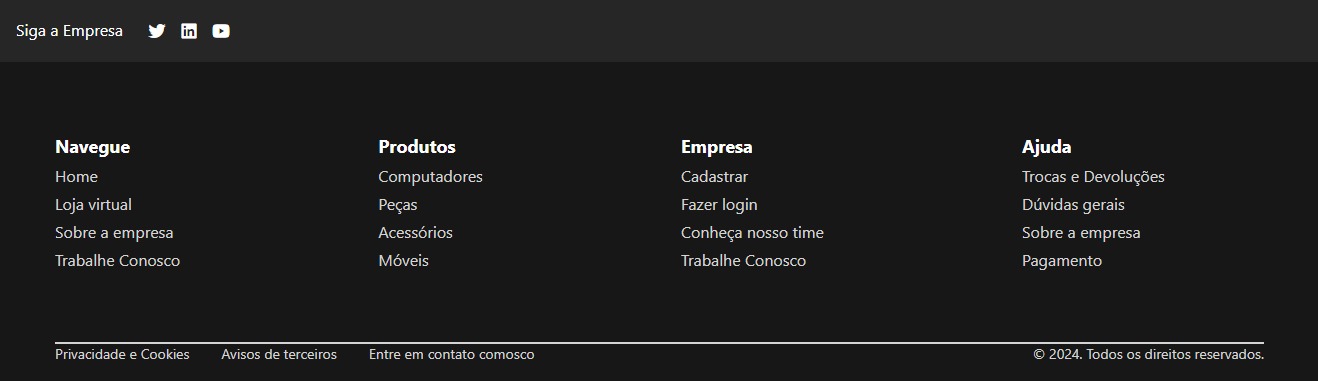 Siga a Empresa
Navegue
Home
Loja virtual
Sobre a empresa
Trabalhe Conosco
Produtos
Computadores
Peças
Acessórios
Móveis
Empresa
Cadastrar
Fazer login
Conheça nosso time
Trabalhe Conosco
Ajuda
Trocas e Devoluções
Dúvidas gerais
Sobre a empresa
Pagamento
Privacidade e Cookies
Avisos de terceiros
Entre em contato comosco
© 2024. Todos os direitos reservados.